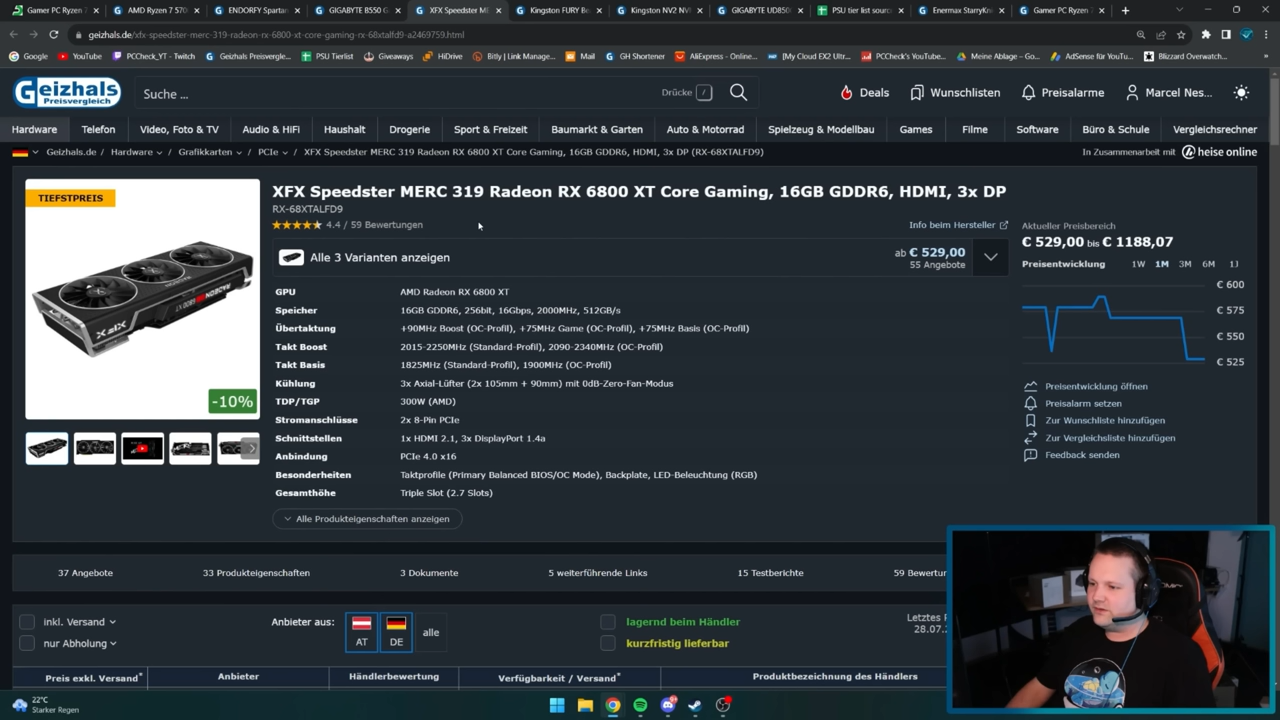 Gamer PC Ryzen 7
AMD Ryzen 7 570
ENDORFY Spartan
GIGABYTE B550 G
XFX Speedster ME
Kingston FURY Be
Kingston NV2 NV
GIGABYTE UD850
PSU tier list source
Enermax StarryKn
Gamer PC Ryzen 7
geizhals.de/xfx-speedster-merc-319-radeon-rx-6800-xt-core-gaming-rx-68xtalfd9-a2469759.html
Google
YouTube
PCCheck_YT - Twitch
Geizhals Preisvergle...
PSU Tierlist
Giveaways
Bitly | Link Manage...
HiDrive
Mail
GH Shortener
AliExpress - Online...
[My Cloud EX2 Ultr...
PCCheck's YouTube...
Meine Ablage – Go...
AdSense für YouTu...
Blizzard Overwatch...
Geizhals
Preisvergleich
Suche ...
Drücke /
Deals
Wunschlisten
Preisalarme
Marcel Nes...
Hardware
Telefon
Video, Foto & TV
Audio & HiFi
Haushalt
Drogerie
Sport & Freizeit
Baumarkt & Garten
Auto & Motorrad
Spielzeug & Modellbau
Games
Filme
Software
Büro & Schule
Vergleichsrechner
Geizhals.de / Hardware / Grafikkarten / PCIe / XFX Speedster MERC 319 Radeon RX 6800 XT Core Gaming, 16GB GDDR6, HDMI, 3x DP (RX-68XTALFD9)
In Zusammenarbeit mit heise online
TIEFSTPREIS
XFX
RADEON
RX 6800 XT
-10%
XFX Speedster MERC 319 Radeon RX 6800 XT Core Gaming, 16GB GDDR6, HDMI, 3x DP
RX-68XTALFD9
4.4 / 59 Bewertungen
Info beim Hersteller
Alle 3 Varianten anzeigen
ab € 529,00
55 Angebote
GPU AMD Radeon RX 6800 XT
Speicher 16GB GDDR6, 256bit, 16Gbps, 2000MHz, 512GB/s
Übertaktung +90MHz Boost (OC-Profil), +75MHz Game (OC-Profil), +75MHz Basis (OC-Profil)
Takt Boost 2015-2250MHz (Standard-Profil), 2090-2340MHz (OC-Profil)
Takt Basis 1825MHz (Standard-Profil), 1900MHz (OC-Profil)
Kühlung 3x Axial-Lüfter (2x 105mm + 90mm) mit 0dB-Zero-Fan-Modus
TDP/TGP 300W (AMD)
Stromanschlüsse 2x 8-Pin PCIe
Schnittstellen 1x HDMI 2.1, 3x DisplayPort 1.4a
Anbindung PCIe 4.0 x16
Besonderheiten Taktprofile (Primary Balanced BIOS/OC Mode), Backplate, LED-Beleuchtung (RGB)
Gesamthöhe Triple Slot (2.7 Slots)
Alle Produkteigenschaften anzeigen
Aktueller Preisbereich
€ 529,00 bis € 1188,07
Preisentwicklung 1W 1M 3M 6M 1J
€ 600
€ 575
€ 550
€ 525
Preisentwicklung öffnen
Preisalarm setzen
Zur Wunschliste hinzufügen
Zur Vergleichsliste hinzufügen
Feedback senden
37 Angebote
33 Produkteigenschaften
3 Dokumente
5 weiterführende Links
15 Testberichte
59 Bewertun
inkl. Versand
nur Abholung
Anbieter aus:
AT
DE
alle
lagernd beim Händler
kurzfristig lieferbar
Letztes
28.07.
Preis exkl. Versand*
Anbieter
Händlerbewertung
Verfügbarkeit / Versand*
Produktbezeichnung des Händlers
22°C
Starker Regen